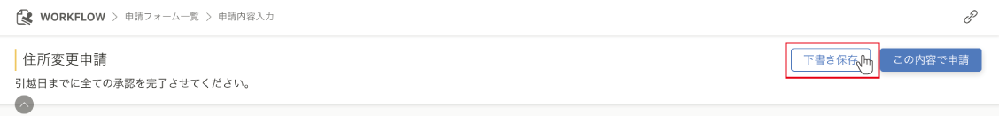 WORKFLOW > 申請フォーム一覧 > 申請内容入力
住所変更申請
下書き保存 この内容で申請
引越日までに全ての承認を完了させてください。